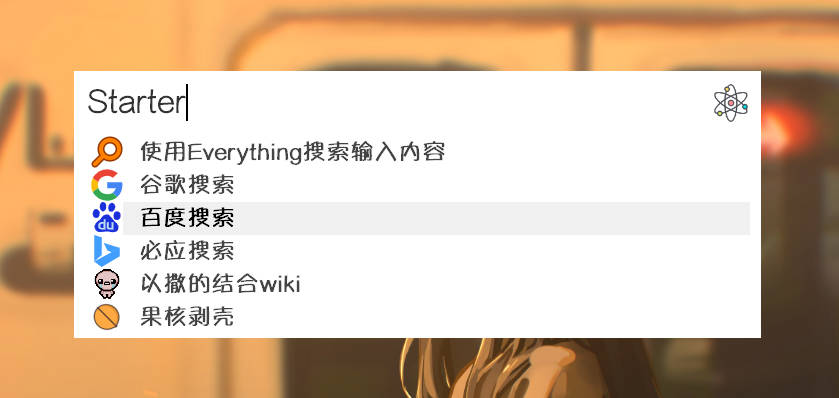 Starter
使用Everything搜索输入内容
谷歌搜索
du
百度搜索
必应搜索
以撒的结合wiki
果核剥壳